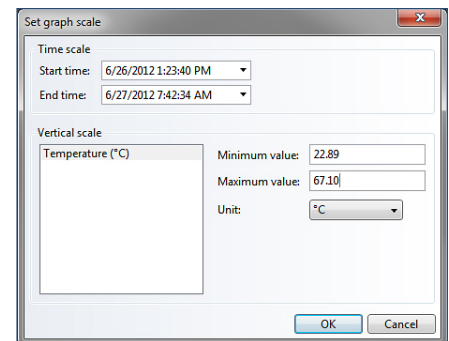 Set graph scale
Time scale
Start time: 6/26/2012 1:23:40 PM
End time: 6/27/2012 7:42:34 AM
Vertical scale
Temperature (°C)
Minimum value: 22.89
Maximum value: 67.10
Unit: °C
OK Cancel